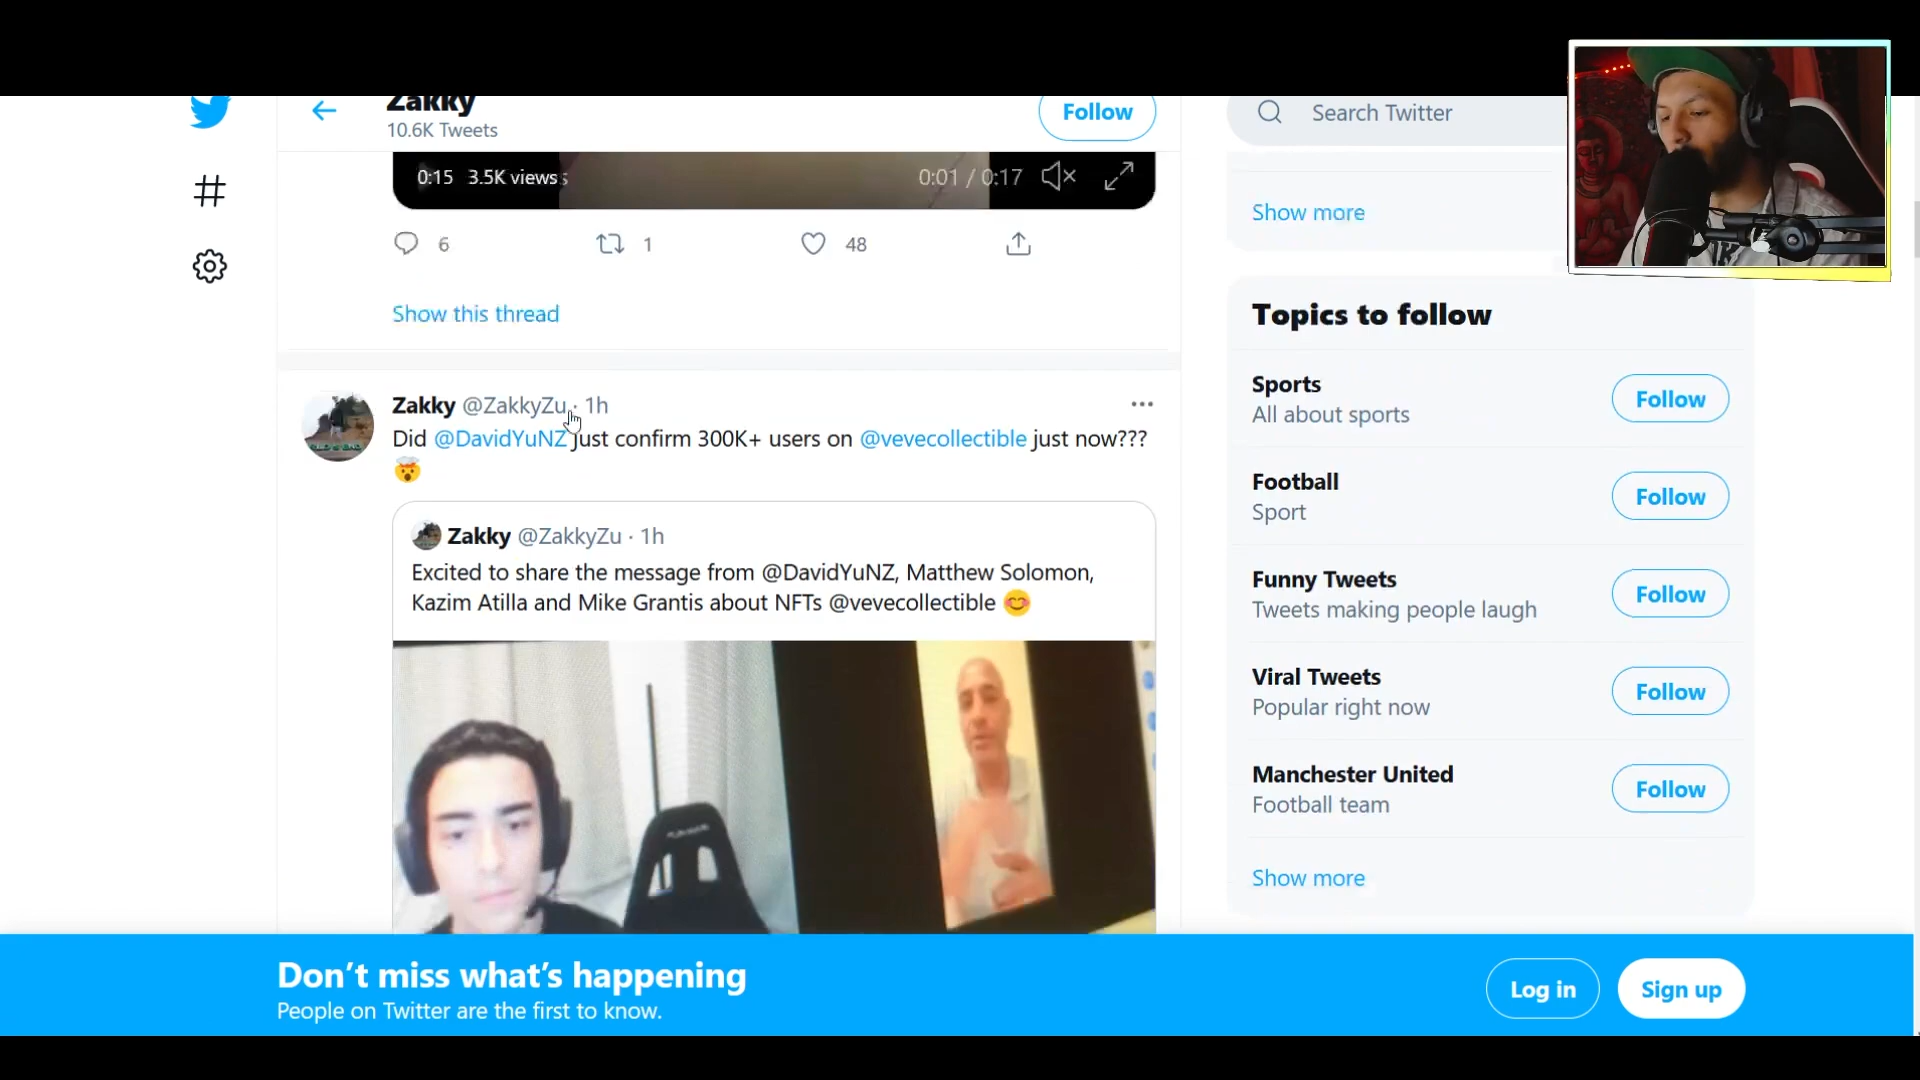 Zakky
10.6K Tweets
Follow
Search Twitter
0:15 3.5K views
0:01 / 0:17
6
1
48
Show this thread
Show more
Topics to follow
Sports
All about sports
Follow
Football
Sport
Follow
Funny Tweets
Tweets making people laugh
Follow
Viral Tweets
Popular right now
Follow
Manchester United
Football team
Follow
Show more
Zakky @ZakkyZu · 1h
Did @DavidYuNZ just confirm 300K+ users on @vevecollectible just now???
🤯
Zakky @ZakkyZu · 1h
Excited to share the message from @DavidYuNZ, Matthew Solomon,
Kazim Atilla and Mike Grantis about NFTs @vevecollectible 😊
Don't miss what's happening
People on Twitter are the first to know.
Log in
Sign up